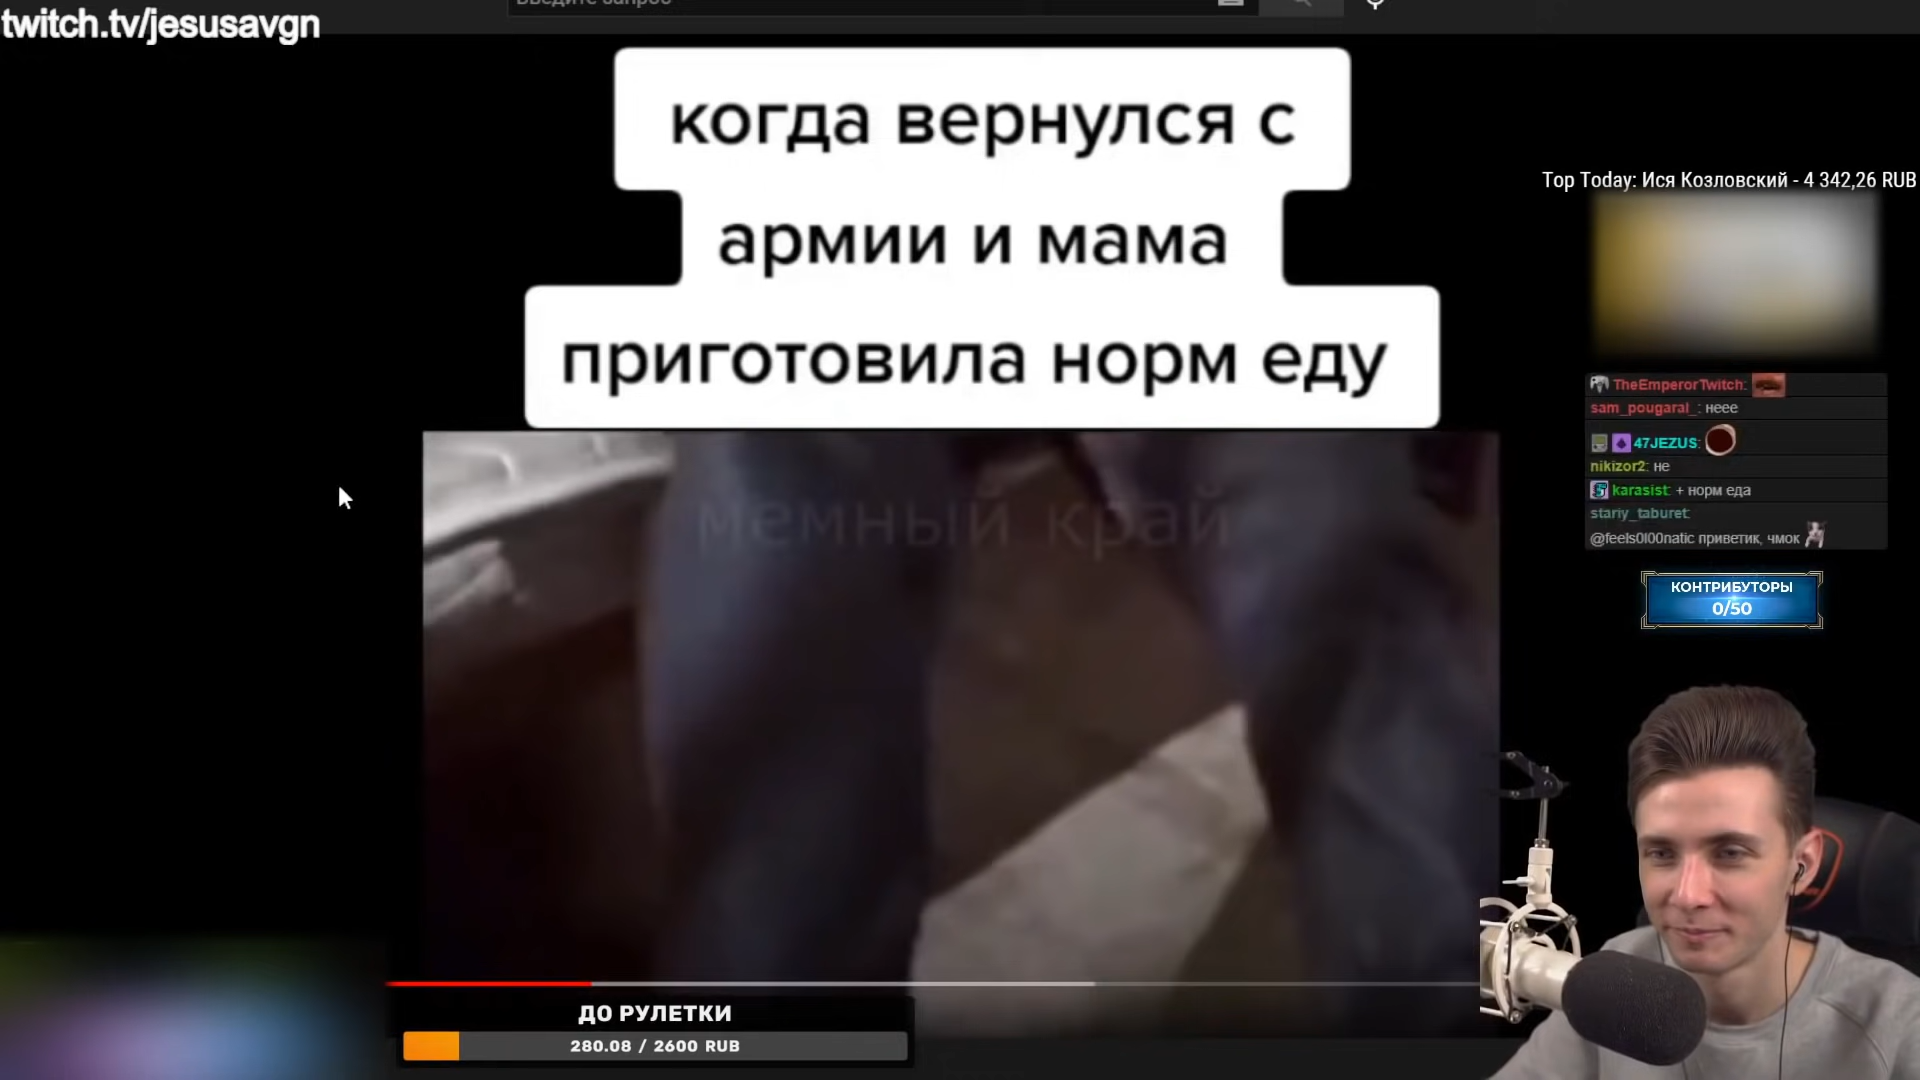 Введите запрос
twitch.tv/jesusavgn
когда вернулся с
армии и мама
приготовила норм еду
мемный край
Top Today: Ися Козловский - 4 342,26 RUB
TheEmperorTwitch:
sam_pougaral_: неее
47JEZUS:
nikizor2: не
karasist: + норм еда
stariy_taburet:
@feels0l00natic приветик, чмок
КОНТРИБУТОРЫ
0/50
ДО РУЛЕТКИ
280.08 / 2600 RUB